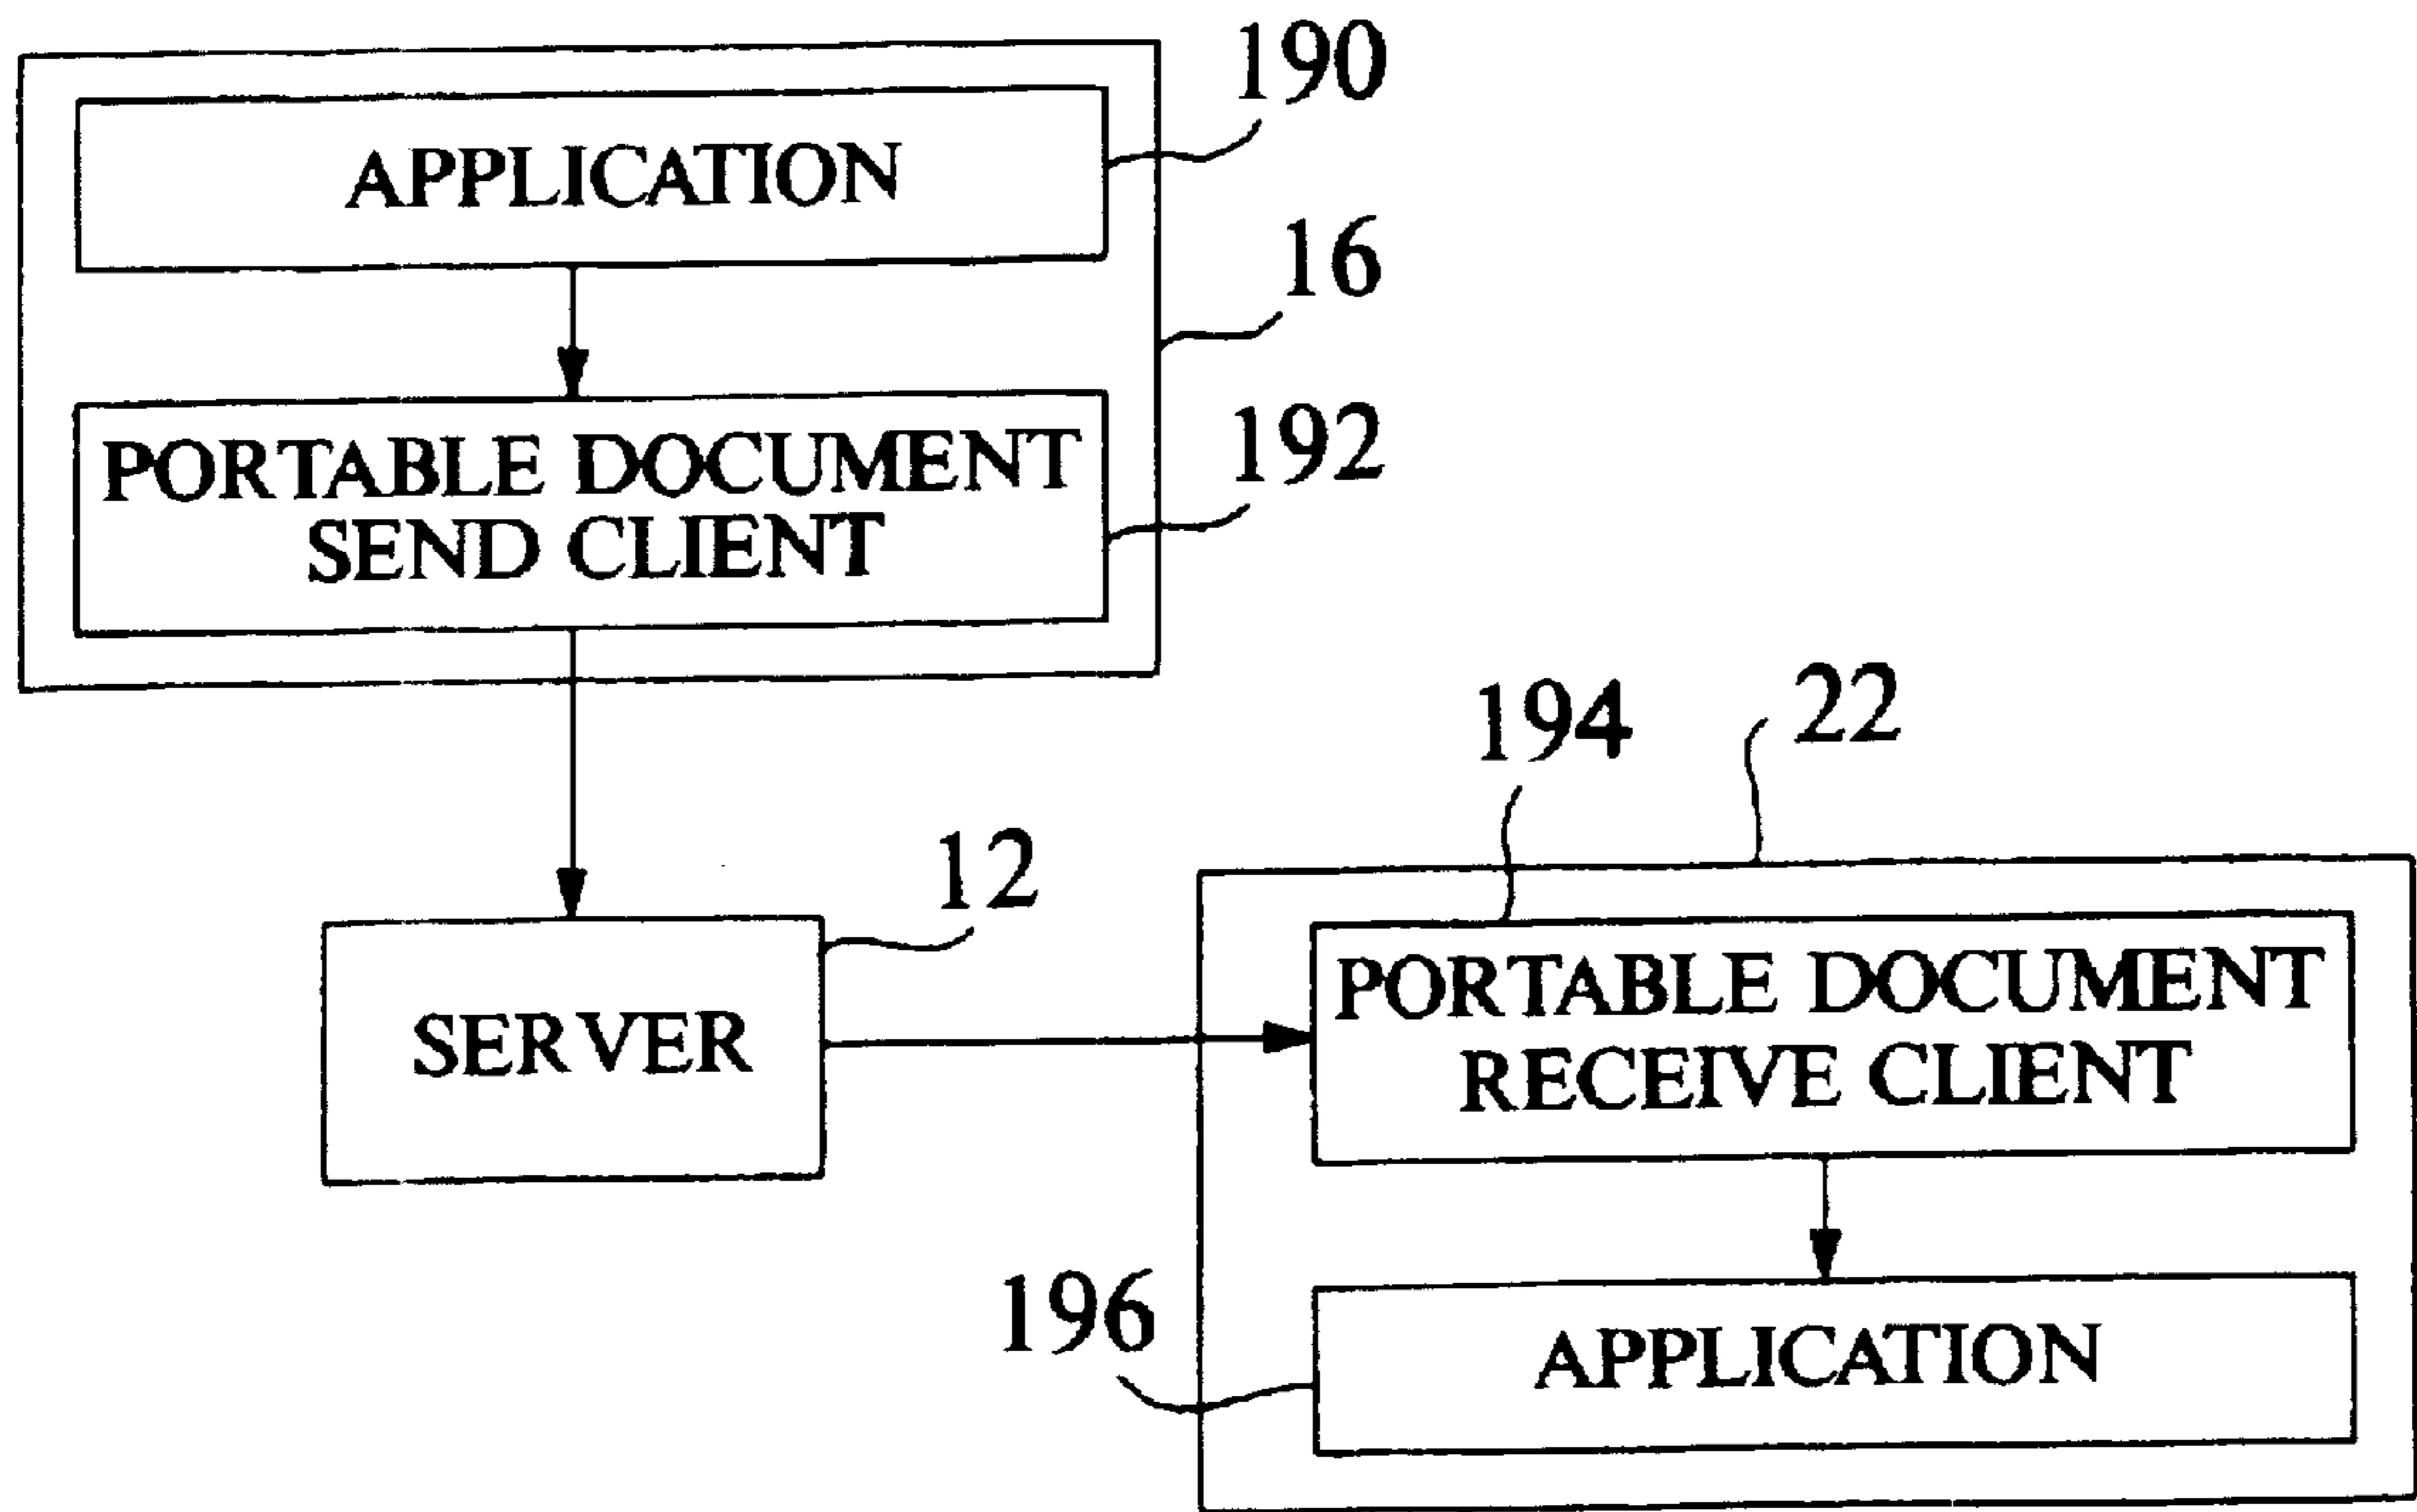 190
APPLICATION
16
192
PORTABLE DOCUMENT
SEND CLIENT
194
22
12
SERVER
PORTABLE DOCUMENT
RECEIVE CLIENT
196
APPLICATION